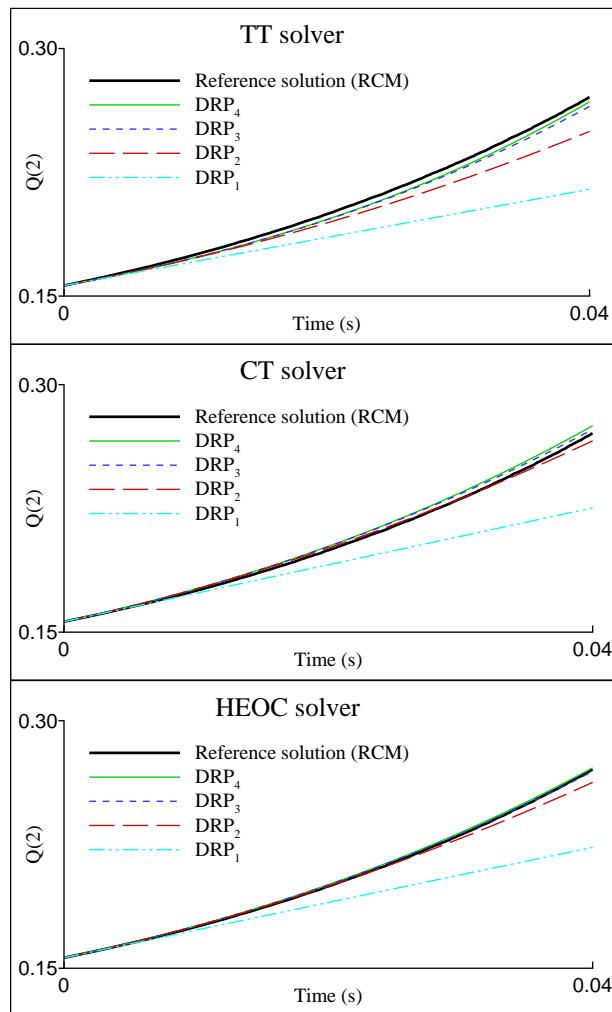 TT solver
0.30
Reference solution (RCM)
DRP₄
DRP₃
DRP₂
DRP₁
Q(2)
0.15
0
Time (s)
0.04
CT solver
0.30
Reference solution (RCM)
DRP₄
DRP₃
DRP₂
DRP₁
Q(2)
0.15
0
Time (s)
0.04
HEOC solver
0.30
Reference solution (RCM)
DRP₄
DRP₃
DRP₂
DRP₁
Q(2)
0.15
0
Time (s)
0.04